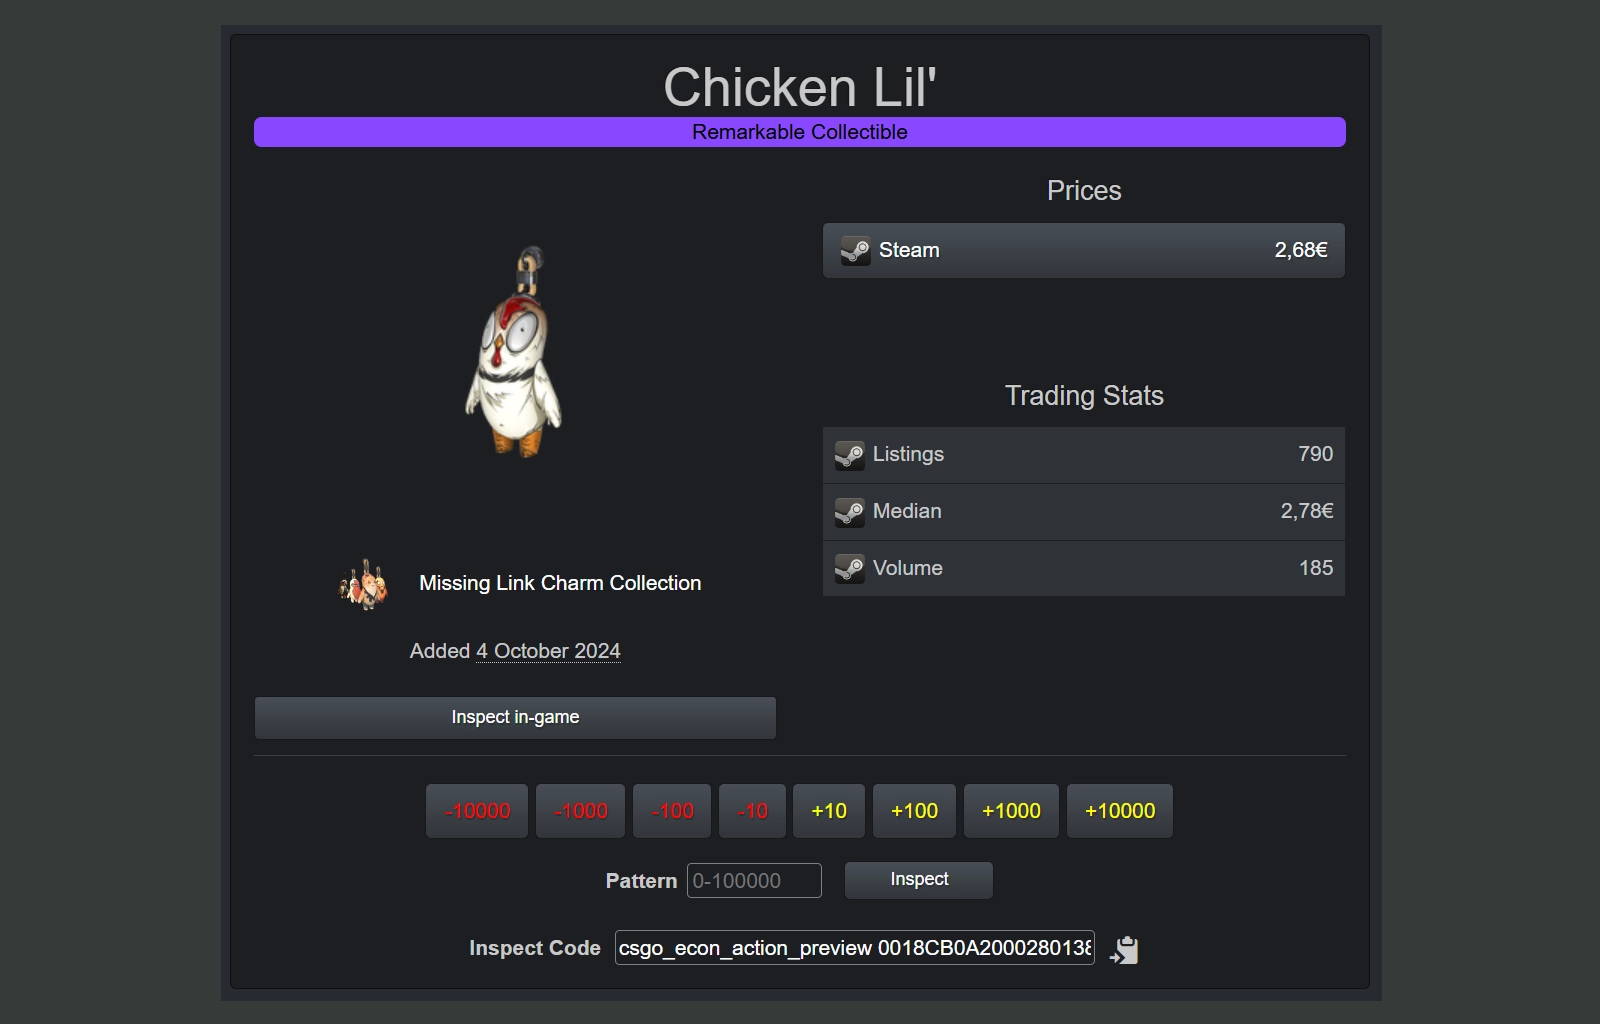 Chicken Lil'
Remarkable Collectible
Prices
Steam 2,68€
Trading Stats
Listings 790
Median 2,78€
Volume 185
Missing Link Charm Collection
Added 4 October 2024
Inspect in-game
-10000 -1000 -100 -10 +10 +100 +1000 +10000
Pattern 0-100000 Inspect
Inspect Code csgo_econ_action_preview 0018CB0A2000280138